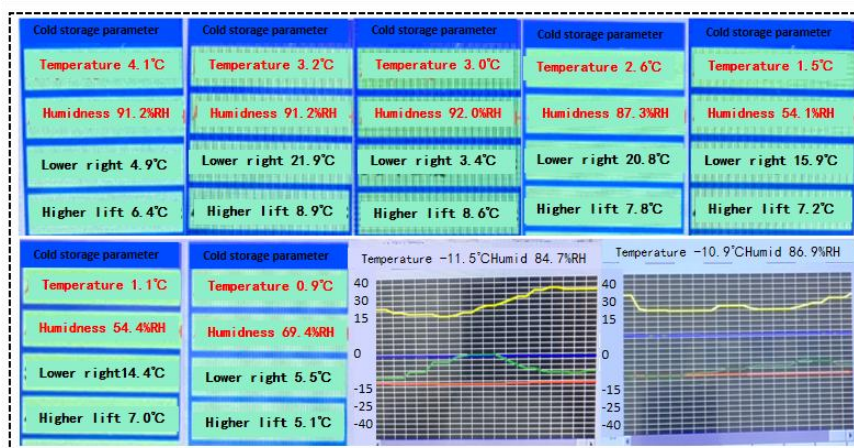 Cold storage parameter
Temperature 4.1℃
Humidness 91.2%RH
Lower right 4.9℃
Higher lift 6.4℃
Cold storage parameter
Temperature 3.2℃
Humidness 91.2%RH
Lower right 21.9℃
Higher lift 8.9℃
Cold storage parameter
Temperature 3.0℃
Humidness 92.0%RH
Lower right 3.4℃
Higher lift 8.6℃
Cold storage parameter
Temperature 2.6℃
Humidness 87.3%RH
Lower right 20.8℃
Higher lift 7.8℃
Cold storage parameter
Temperature 1.5℃
Humidness 54.1%RH
Lower right 15.9℃
Higher lift 7.2℃
Cold storage parameter
Temperature 1.1℃
Humidness 54.4%RH
Lower right14.4℃
Higher lift 7.0℃
Cold storage parameter
Temperature 0.9℃
Humidness 69.4%RH
Lower right 5.5℃
Higher lift 5.1℃
Temperature -11.5℃Humid 84.7%RH
40
30
15
0
-15
-25
-40
Temperature -10.9℃Humid 86.9%RH
40
30
15
0
-15
-25
-40